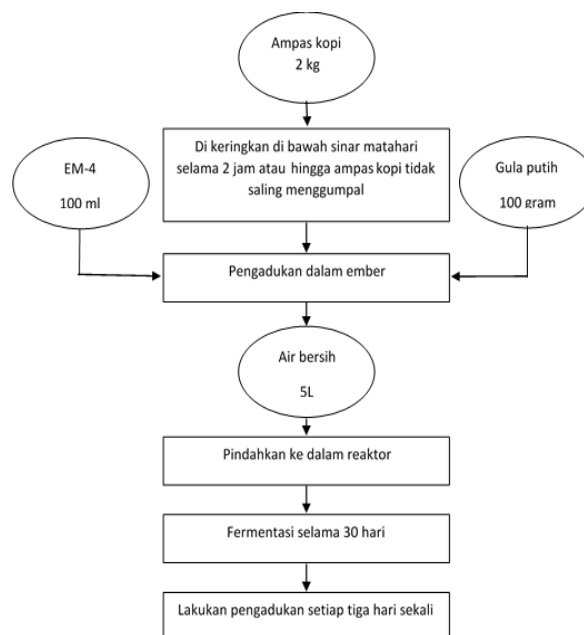 Ampas kopi
2 kg
Di keringkan di bawah sinar matahari
selama 2 jam atau hingga ampas kopi tidak
saling menggumpal
EM-4
100 ml
Gula putih
100 gram
Pengadukan dalam ember
Air bersih
5L
Pindahkan ke dalam reaktor
Fermentasi selama 30 hari
Lakukan pengadukan setiap tiga hari sekali